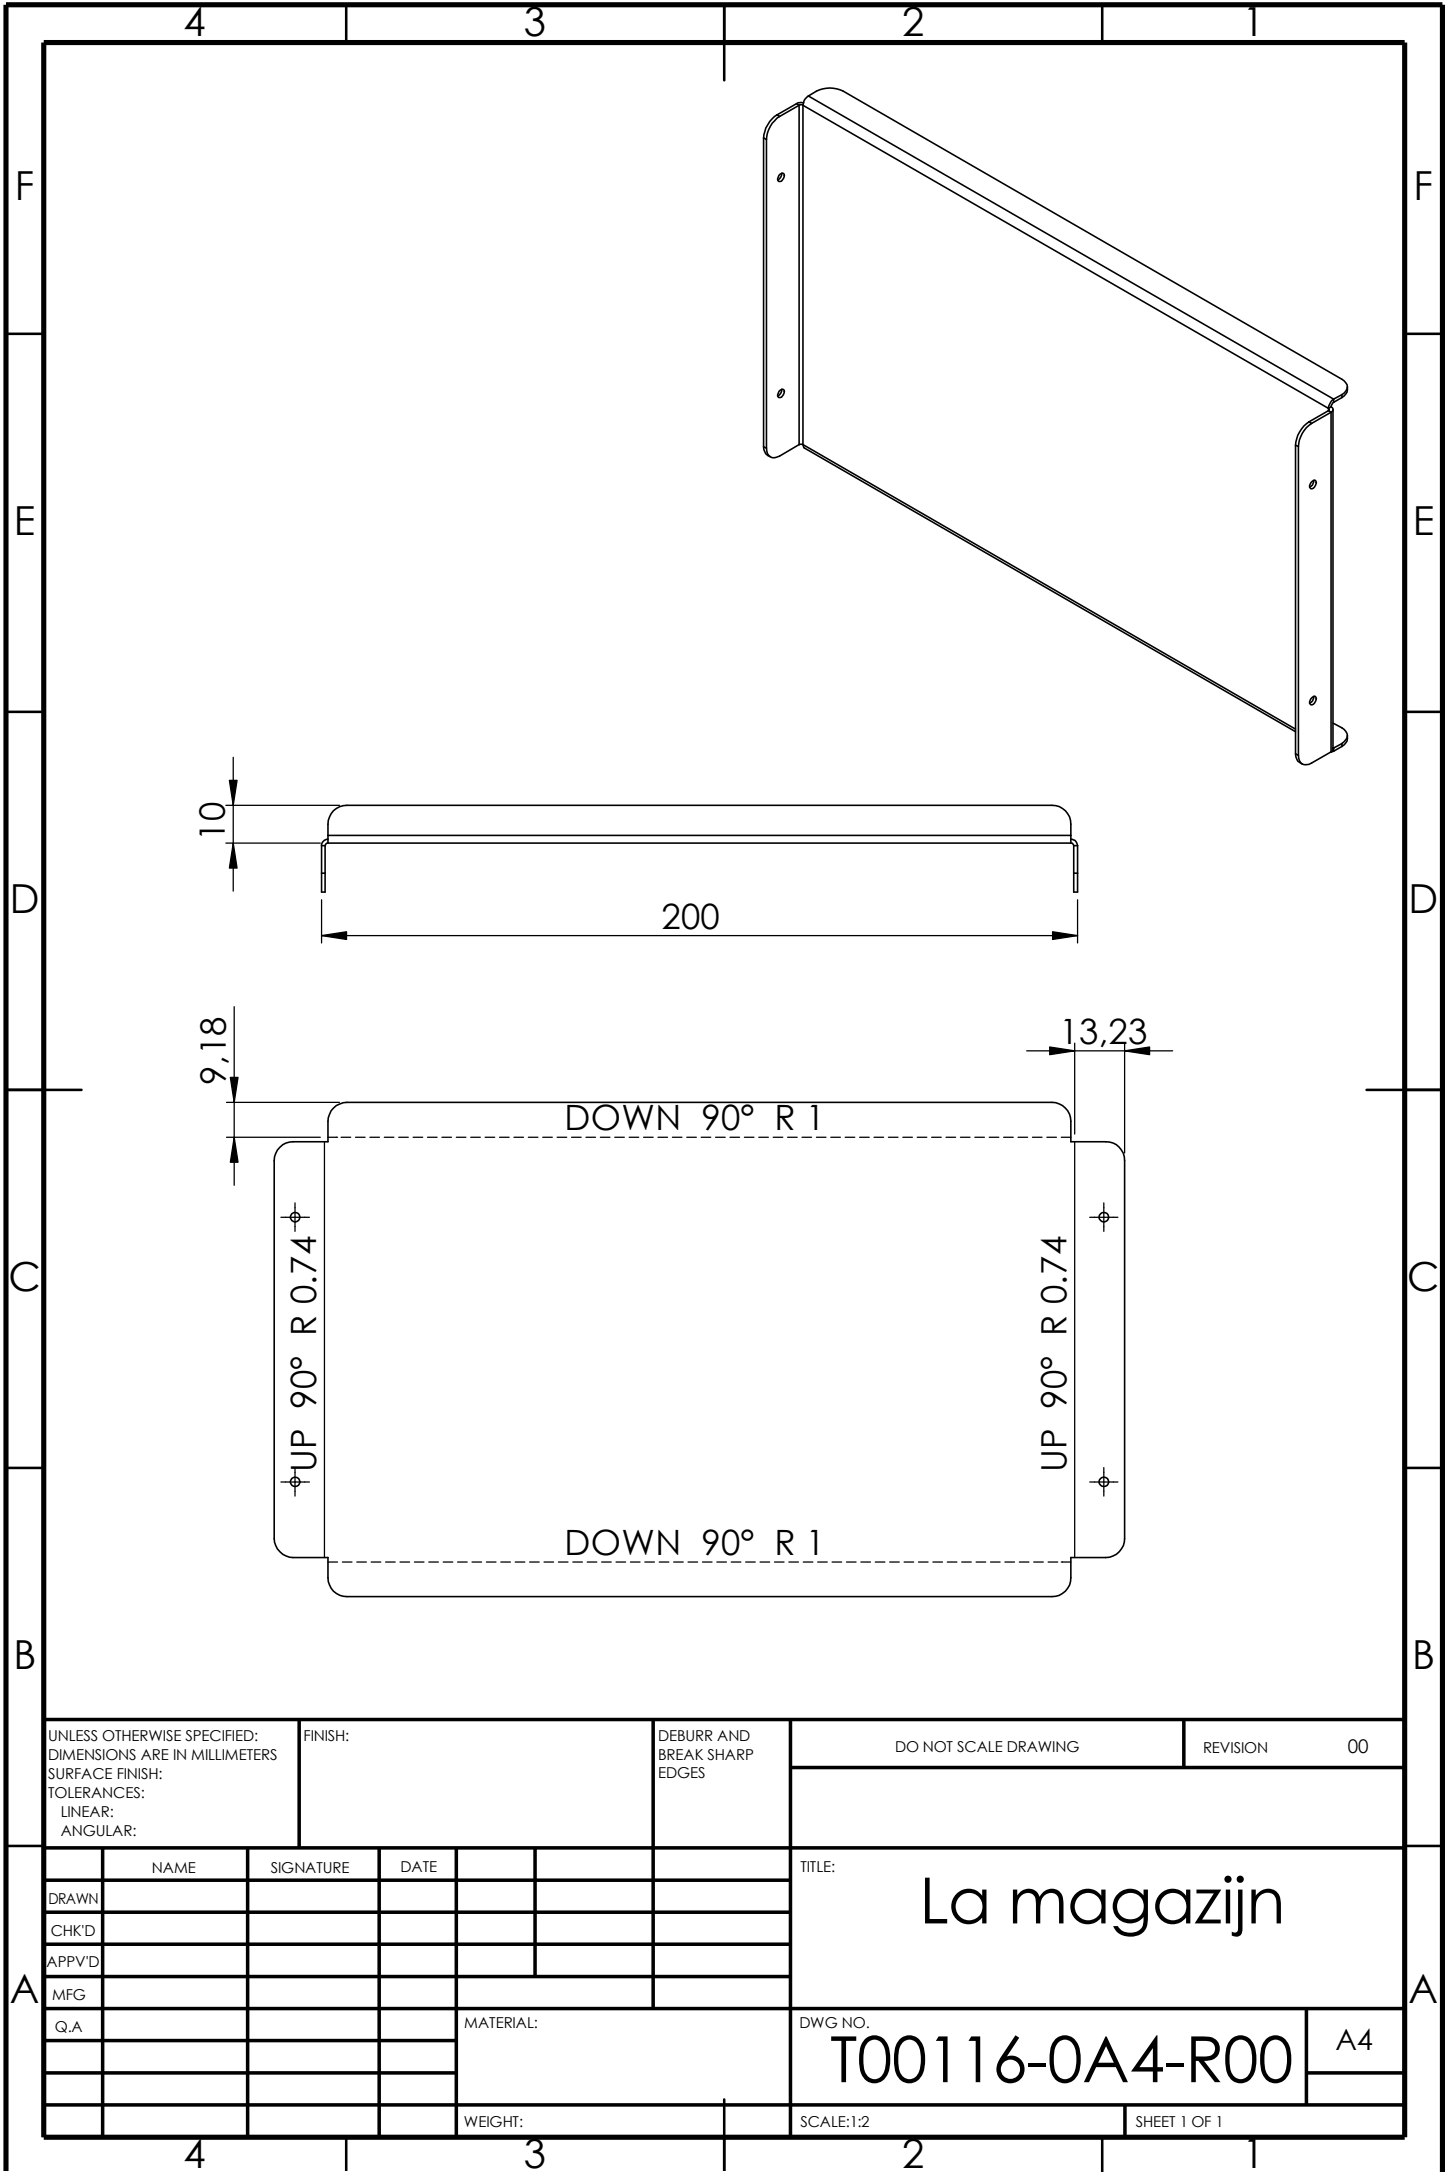 4 3 2 1
F F
E E
10
D D
200
9,18
13,23
DOWN 90° R 1
C C
UP 90° R 0.74
UP 90° R 0.74
DOWN 90° R 1
B B
UNLESS OTHERWISE SPECIFIED:
DIMENSIONS ARE IN MILLIMETERS
SURFACE FINISH:
TOLERANCES:
LINEAR:
ANGULAR:
FINISH:
DEBURR AND
BREAK SHARP
EDGES
DO NOT SCALE DRAWING
REVISION 00
NAME SIGNATURE DATE
DRAWN
CHK'D
APPV'D
MFG
Q.A
TITLE:
La magazijn
A A
MATERIAL:
DWG NO.
T00116-0A4-R00
A4
WEIGHT:
SCALE:1:2
SHEET 1 OF 1
4 3 2 1